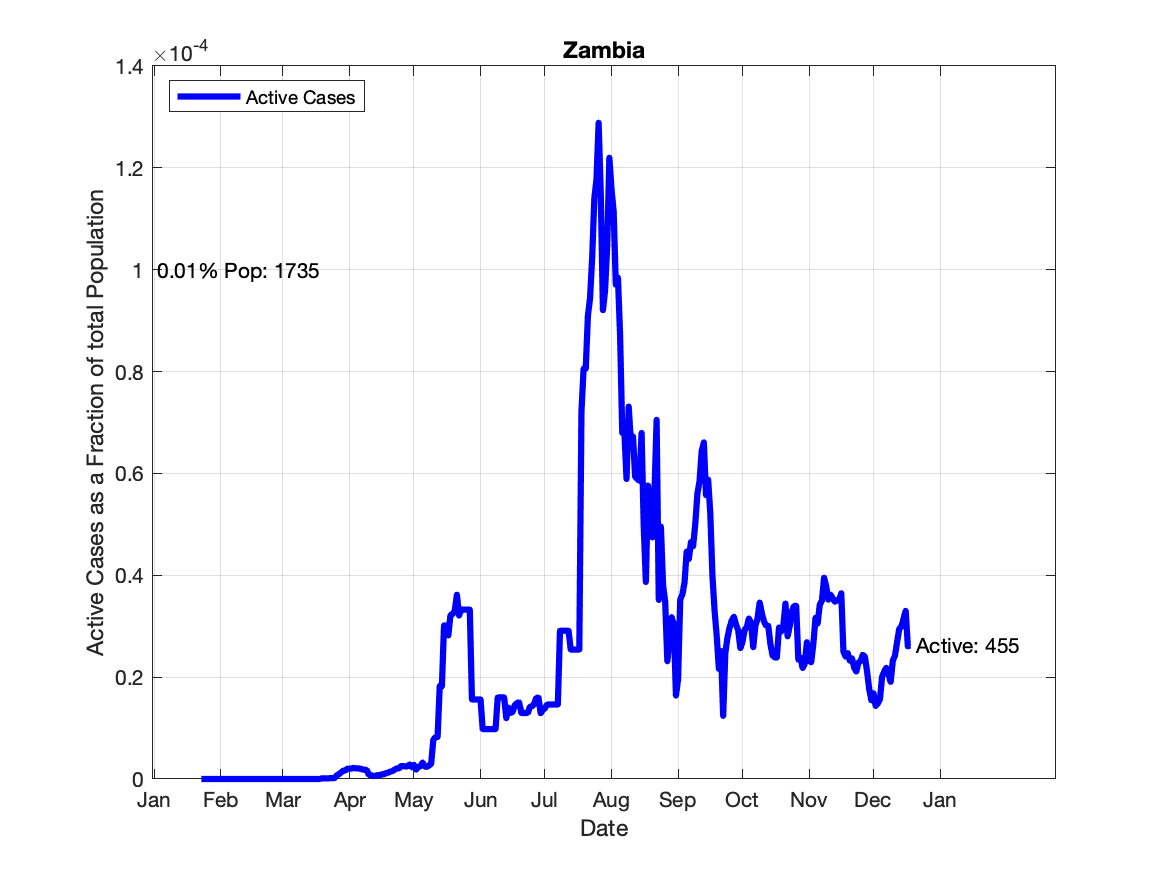 Zambia
×10⁻⁴
Active Cases
1.4
1.2
1
0.8
0.6
0.4
0.2
0
0.01% Pop: 1735
Active: 455
Active Cases as a Fraction of total Population
Jan Feb Mar Apr May Jun Jul Aug Sep Oct Nov Dec Jan
Date